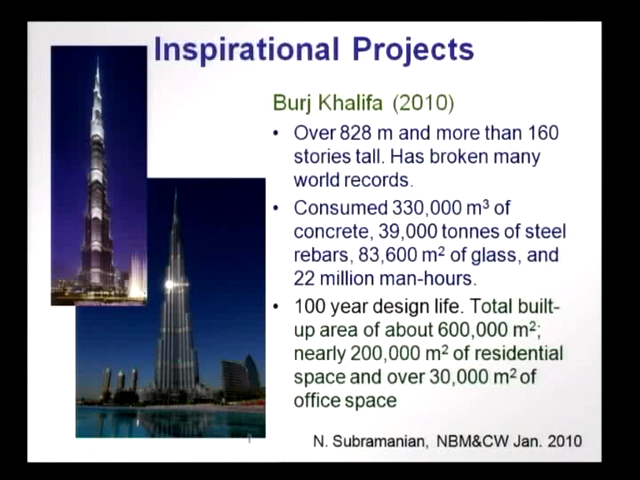 Inspirational Projects
Burj Khalifa (2010)
• Over 828 m and more than 160
stories tall. Has broken many
world records.
• Consumed 330,000 m³ of
concrete, 39,000 tonnes of steel
rebars, 83,600 m² of glass, and
22 million man-hours.
• 100 year design life. Total built-
up area of about 600,000 m²;
nearly 200,000 m² of residential
space and over 30,000 m² of
office space
N. Subramanian, NBM&CW Jan. 2010